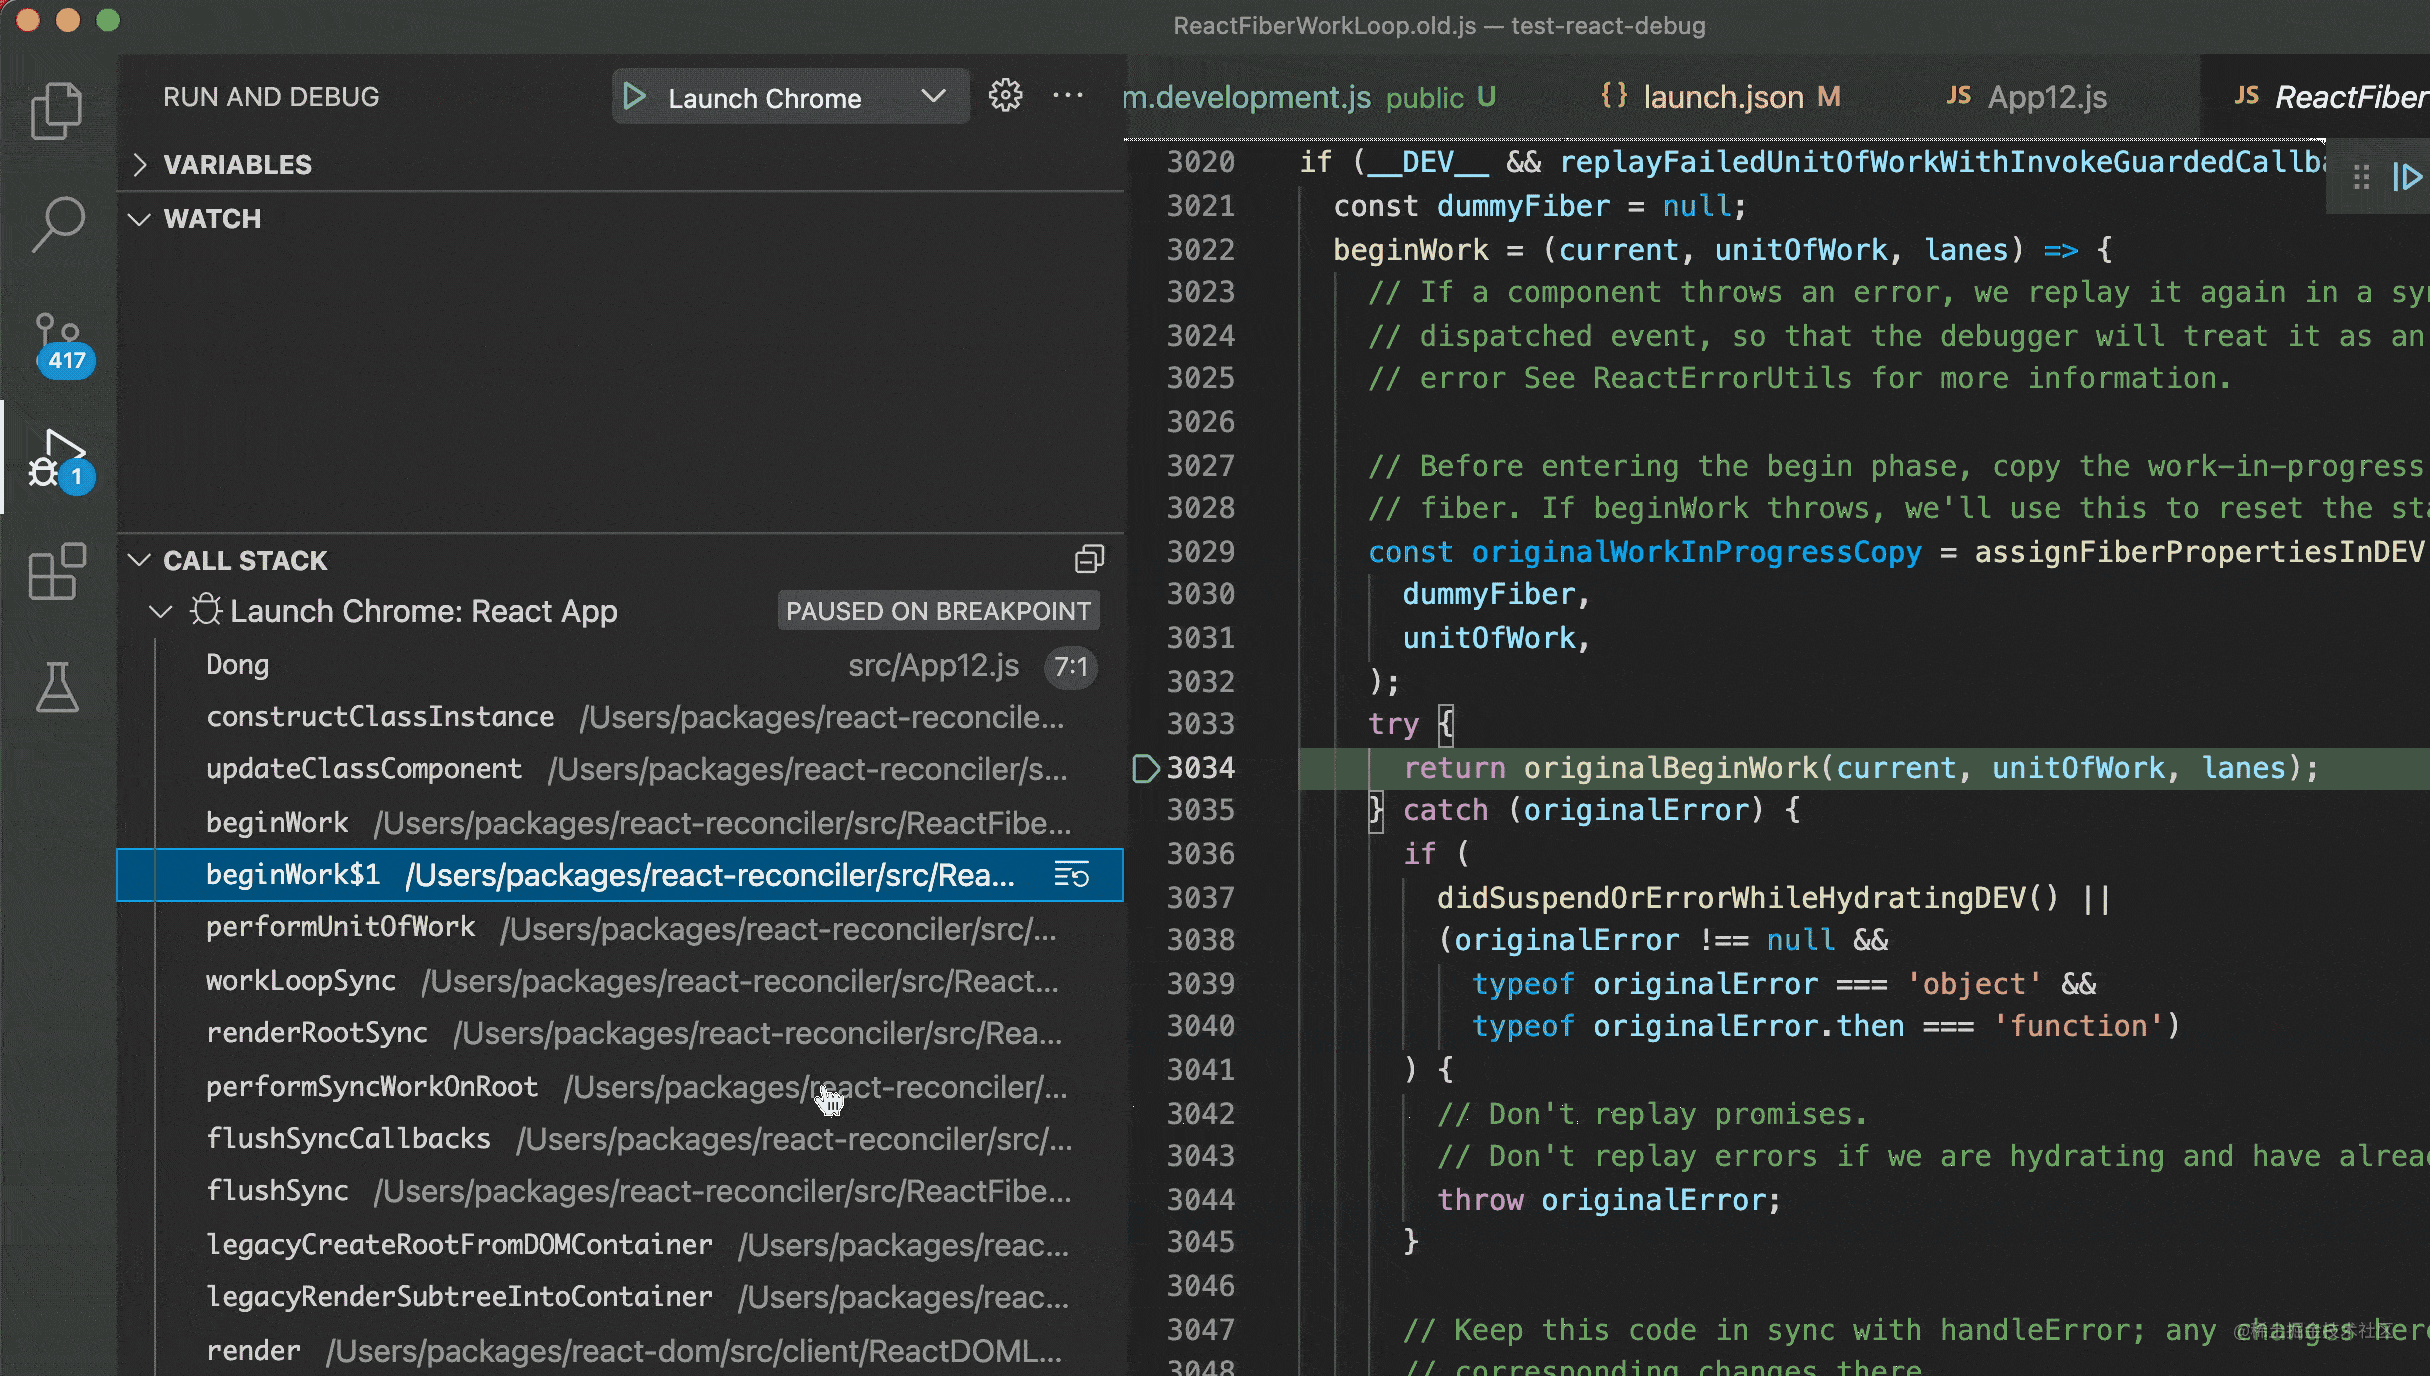 ReactFiberWorkLoop.old.js — test-react-debug
RUN AND DEBUG
Launch Chrome
m.development.js public U
{} launch.json M
JS App12.js
JS ReactFiber
VARIABLES
WATCH
417
1
CALL STACK
Launch Chrome: React App PAUSED ON BREAKPOINT
Dong src/App12.js 7:1
constructClassInstance /Users/packages/react-reconcile...
updateClassComponent /Users/packages/react-reconciler/s...
beginWork /Users/packages/react-reconciler/src/ReactFibe...
beginWork$1 /Users/packages/react-reconciler/src/Rea...
performUnitOfWork /Users/packages/react-reconciler/src/...
workLoopSync /Users/packages/react-reconciler/src/React...
renderRootSync /Users/packages/react-reconciler/src/Rea...
performSyncWorkOnRoot /Users/packages/react-reconciler/...
flushSyncCallbacks /Users/packages/react-reconciler/src/...
flushSync /Users/packages/react-reconciler/src/ReactFibe...
legacyCreateRootFromDOMContainer /Users/packages/reac...
legacyRenderSubtreeIntoContainer /Users/packages/reac...
render /Users/packages/react-dom/src/client/ReactDOML...
3020 if (__DEV__ && replayFailedUnitOfWorkWithInvokeGuardedCallba
3021 const dummyFiber = null;
3022 beginWork = (current, unitOfWork, lanes) => {
3023 // If a component throws an error, we replay it again in a sy
3024 // dispatched event, so that the debugger will treat it as an
3025 // error See ReactErrorUtils for more information.
3026
3027 // Before entering the begin phase, copy the work-in-progress
3028 // fiber. If beginWork throws, we'll use this to reset the sta
3029 const originalWorkInProgressCopy = assignFiberPropertiesInDEV
3030 dummyFiber,
3031 unitOfWork,
3032 );
3033 try {
3034 return originalBeginWork(current, unitOfWork, lanes);
3035 } catch (originalError) {
3036 if (
3037 didSuspendOrErrorWhileHydratingDEV() ||
3038 (originalError !== null &&
3039 typeof originalError === 'object' &&
3040 typeof originalError.then === 'function')
3041 ) {
3042 // Don't replay promises.
3043 // Don't replay errors if we are hydrating and have alrea
3044 throw originalError;
3045 }
3046
3047 // Keep this code in sync with handleError; any changes here
3048 // corresponding changes there
@稀土掘金技术社区